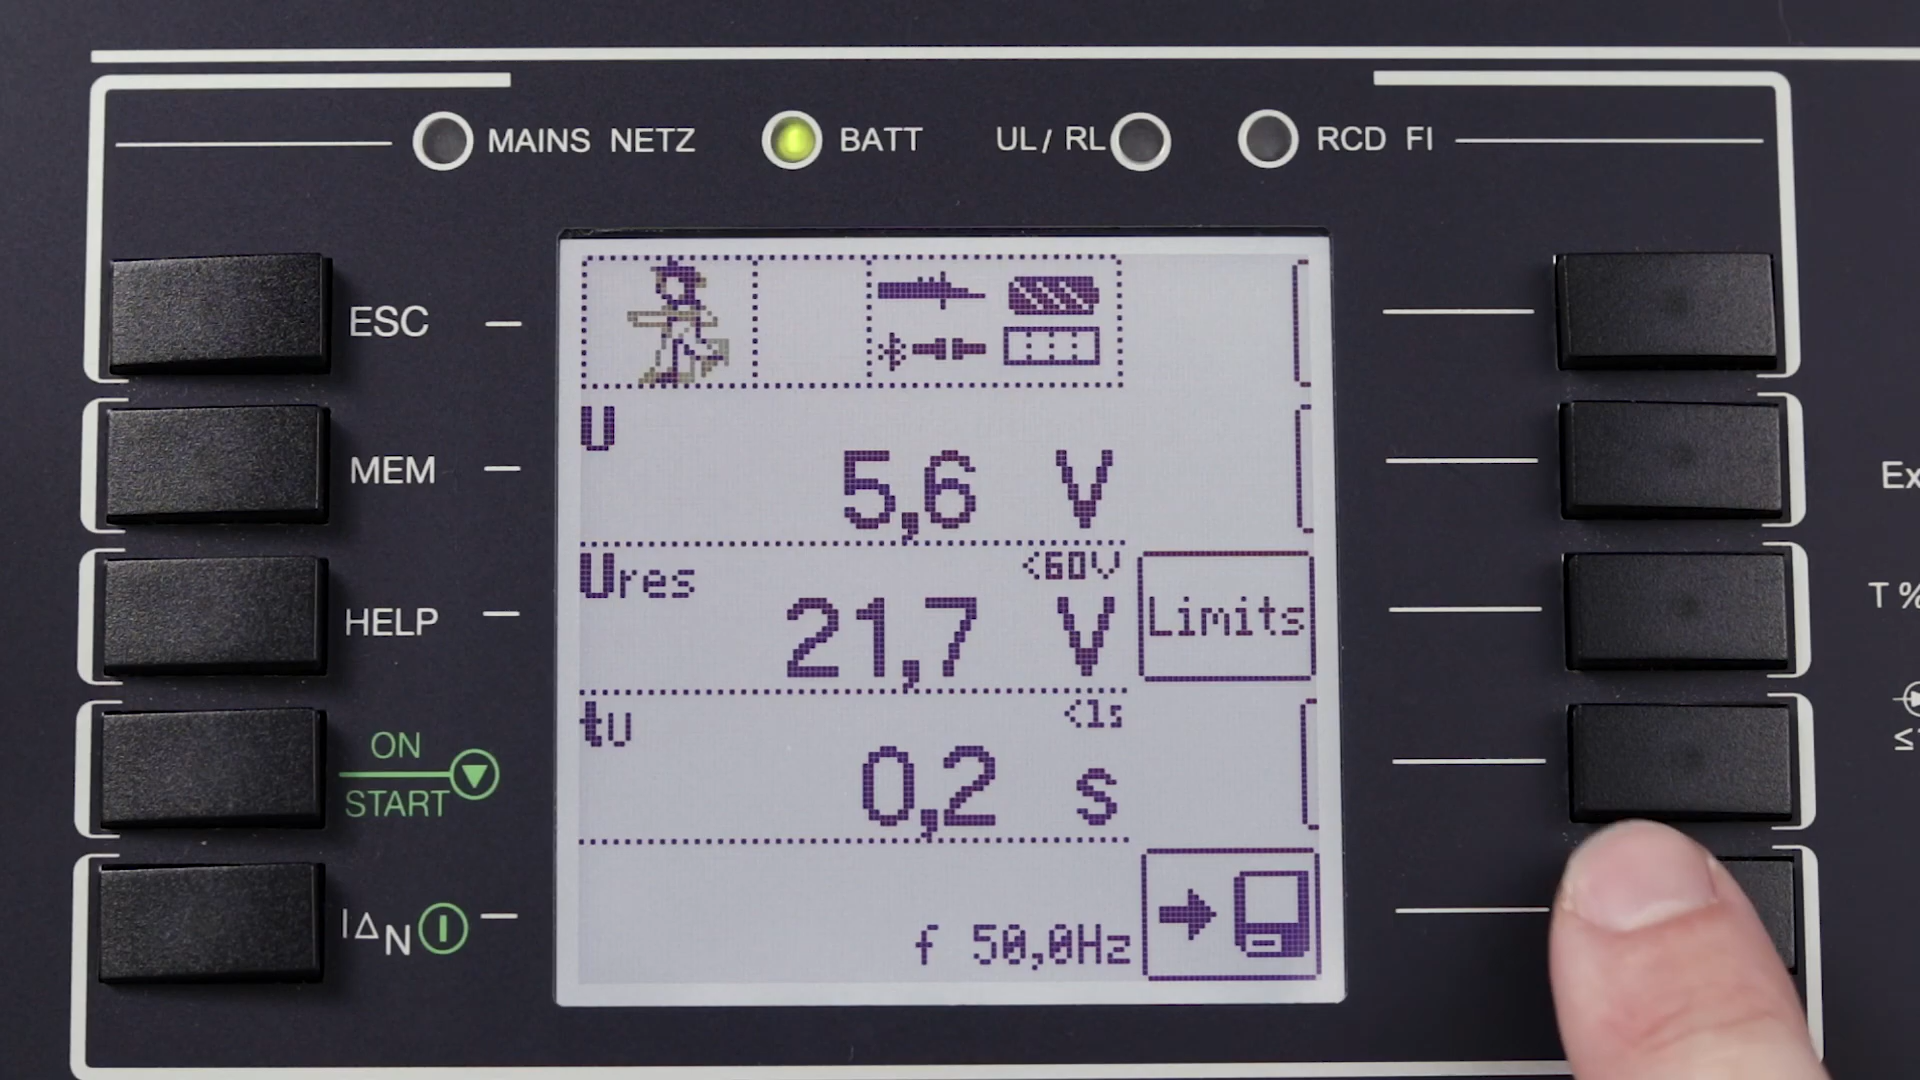 MAINS NETZ
BATT
UL/ RL
RCD FI
ESC
MEM
HELP
ON
START
I∆N
U
5,6 V
Ures
<60V
21,7 V
Limits
tu
<1s
0,2 s
f 50,0Hz
Ex
T %
≤